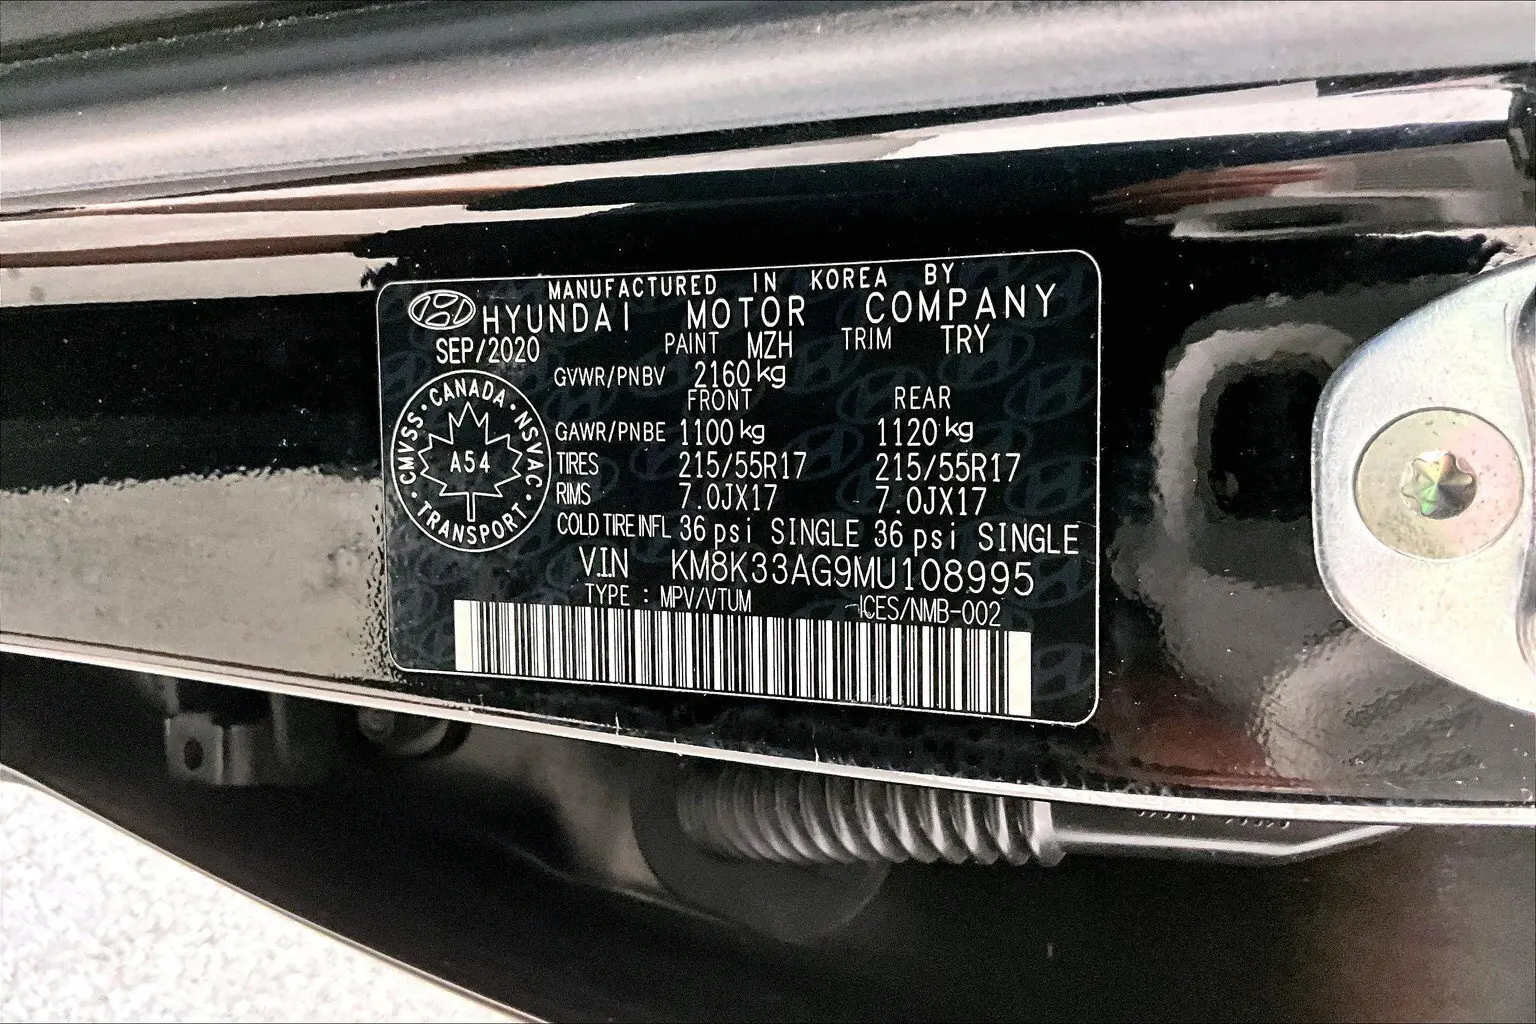 MANUFACTURED IN KOREA BY
HYUNDAI MOTOR COMPANY
SEP/2020 PAINT MZH TRIM TRY
GVWR/PNBV 2160 kg
FRONT REAR
GAWR/PNBE 1100 kg 1120 kg
TIRES 215/55R17 215/55R17
RIMS 7.0JX17 7.0JX17
COLD TIRE INFL 36 psi SINGLE 36 psi SINGLE
V.I.N KM8K33AG9MU108995
TYPE : MPV/VTUM ICES/NMB-002
CMVSS · CANADA · NSVAC · TRANSPORT ·
A54